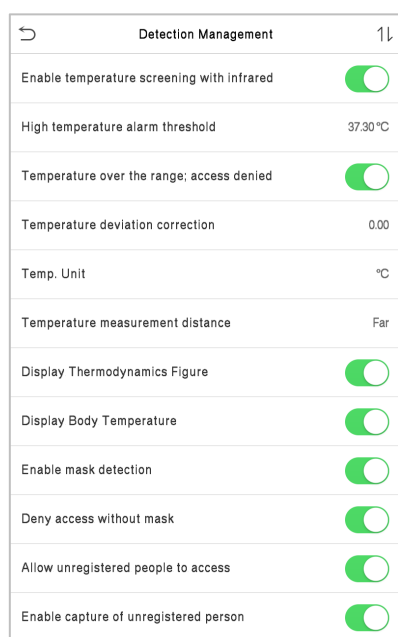 Detection Management
Enable temperature screening with infrared
High temperature alarm threshold 37.30 °C
Temperature over the range; access denied
Temperature deviation correction 0.00
Temp. Unit °C
Temperature measurement distance Far
Display Thermodynamics Figure
Display Body Temperature
Enable mask detection
Deny access without mask
Allow unregistered people to access
Enable capture of unregistered person